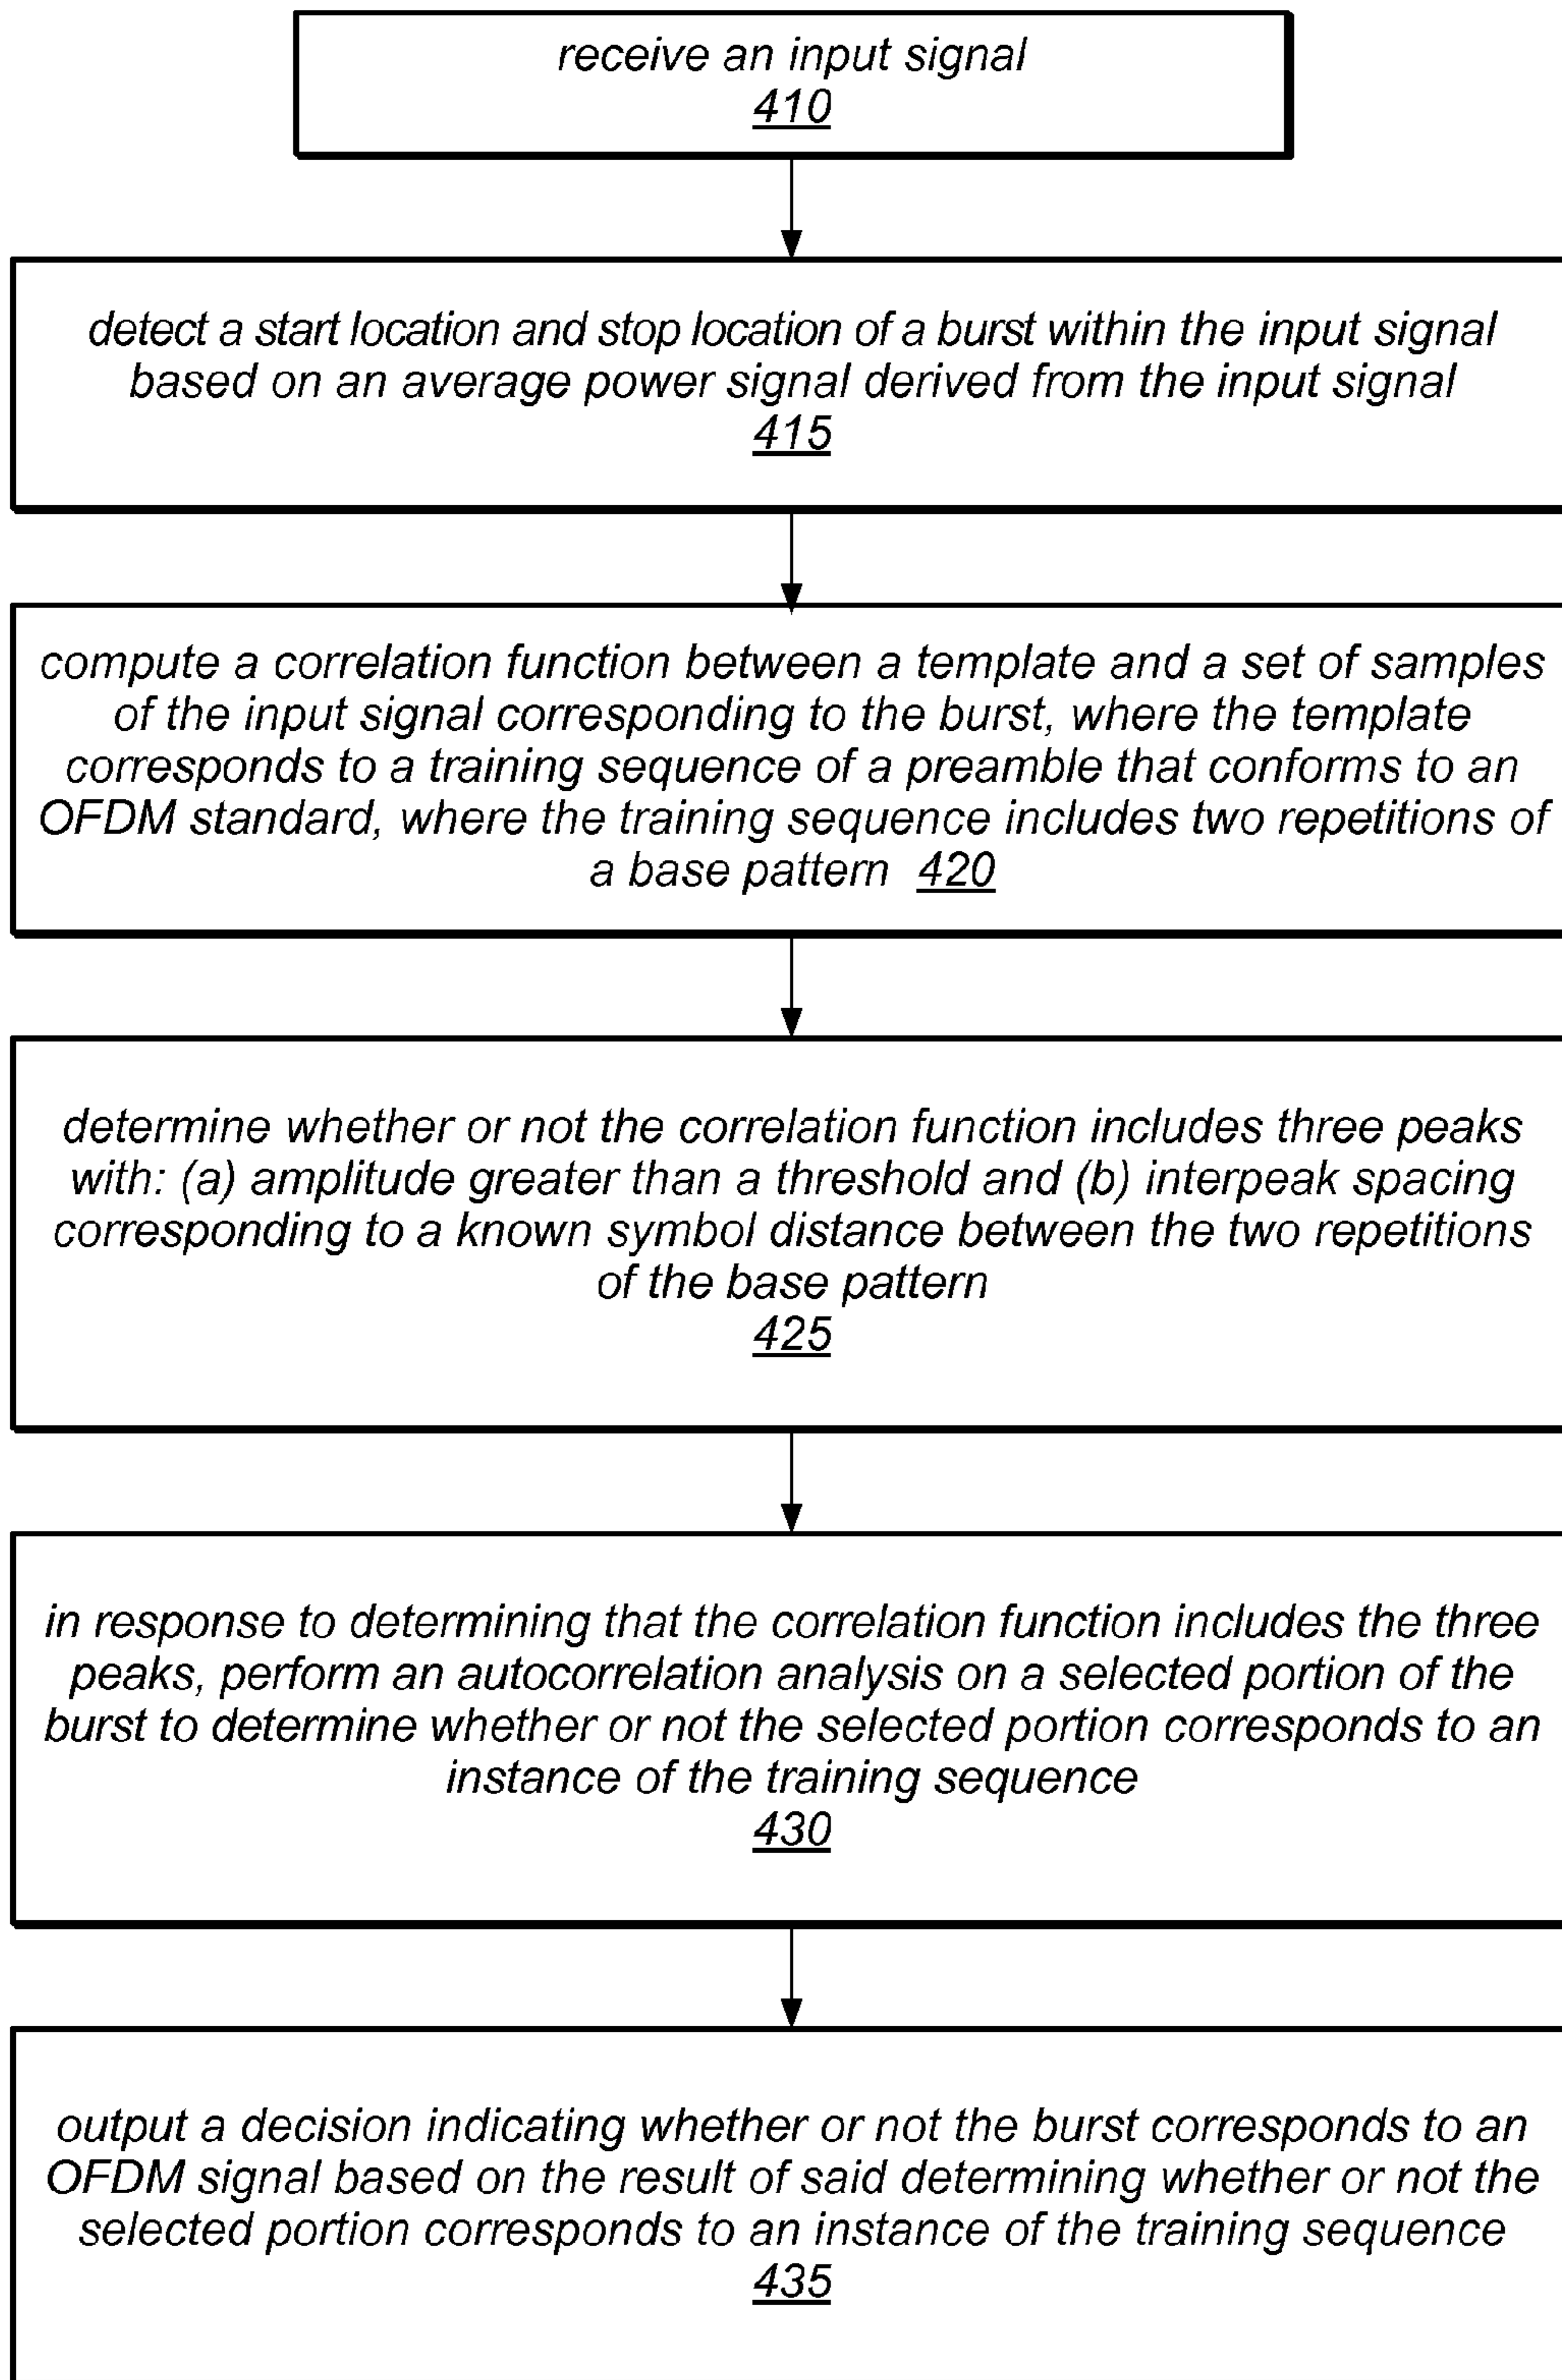 receive an input signal
410
detect a start location and stop location of a burst within the input signal
based on an average power signal derived from the input signal
415
compute a correlation function between a template and a set of samples
of the input signal corresponding to the burst, where the template
corresponds to a training sequence of a preamble that conforms to an
OFDM standard, where the training sequence includes two repetitions of
a base pattern 420
determine whether or not the correlation function includes three peaks
with: (a) amplitude greater than a threshold and (b) interpeak spacing
corresponding to a known symbol distance between the two repetitions
of the base pattern
425
in response to determining that the correlation function includes the three
peaks, perform an autocorrelation analysis on a selected portion of the
burst to determine whether or not the selected portion corresponds to an
instance of the training sequence
430
output a decision indicating whether or not the burst corresponds to an
OFDM signal based on the result of said determining whether or not the
selected portion corresponds to an instance of the training sequence
435